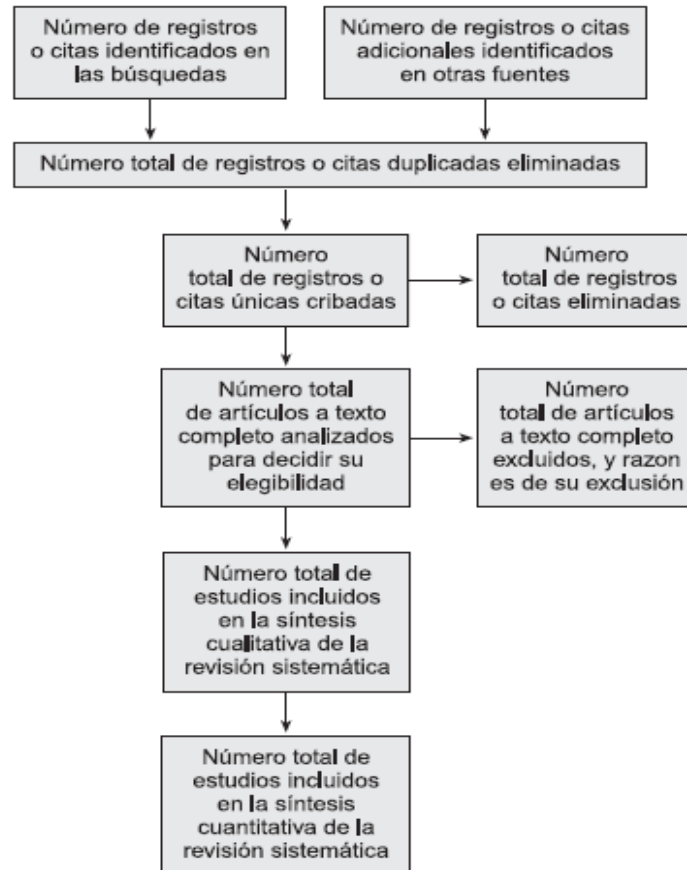 Número de registros
o citas identificados en
las búsquedas
Número de registros o citas
adicionales identificados
en otras fuentes
Número total de registros o citas duplicadas eliminadas
Número
total de registros o
citas únicas cribadas
Número
total de registros
o citas eliminadas
Número total
de artículos a texto
completo analizados
para decidir su
elegibilidad
Número
total de artículos
a texto completo
excluidos, y razon
es de su exclusión
Número total de
estudios incluidos
en la síntesis
cualitativa de la
revisión sistemática
Número total de
estudios incluidos
en la síntesis
cuantitativa de la
revisión sistemática